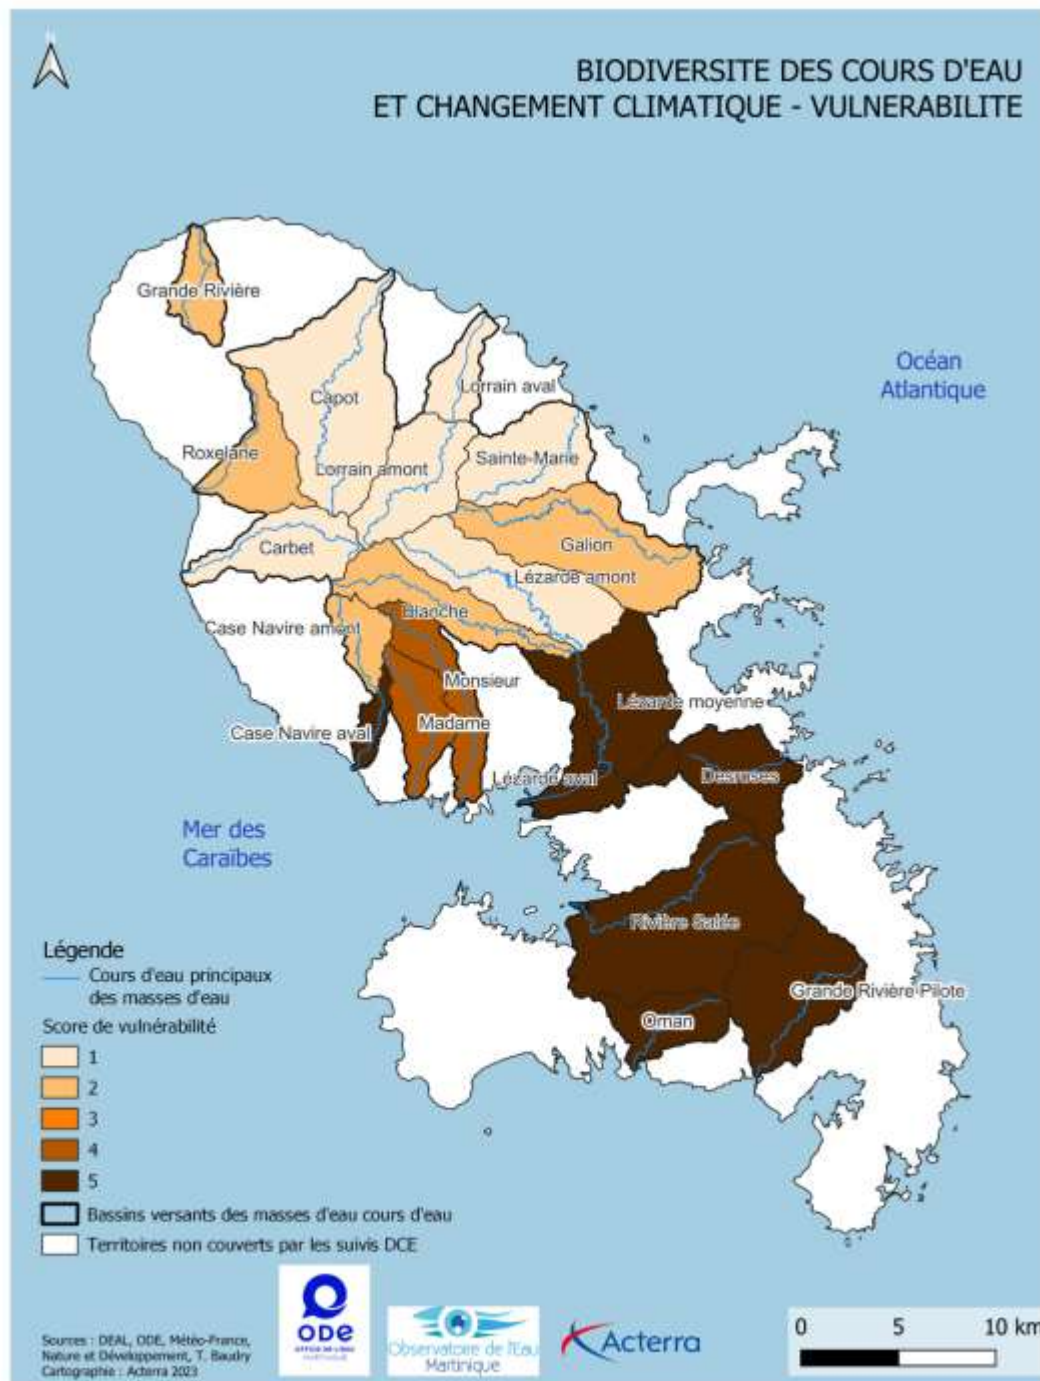 N
BIODIVERSITE DES COURS D'EAU
ET CHANGEMENT CLIMATIQUE - VULNERABILITE
Grande Rivière
Océan
Atlantique
Lorrain aval
Capot
Roxelane
Sainte-Marie
Lorrain amont
Galion
Carbet
Lézarde amont
Blanche
Case Navire amont
Monsieur
Lézarde moyenne
Madame
Case Navire aval
Lézarde aval
Desroses
Mer des
Caraïbes
Rivière Salée
Grande Rivière Pilote
Oman
Légende
Cours d'eau principaux
des masses d'eau
Score de vulnérabilité
1
2
3
4
5
Bassins versants des masses d'eau cours d'eau
Territoires non couverts par les suivis DCE
Sources : DEAL, ODE, Météo-France,
Nature et Développement, T. Baudry
Cartographie : Acterra 2023
ODE
OFFICE DE L'EAU
MARTINIQUE
Observatoire de l'Eau
Martinique
Acterra
0 5 10 km